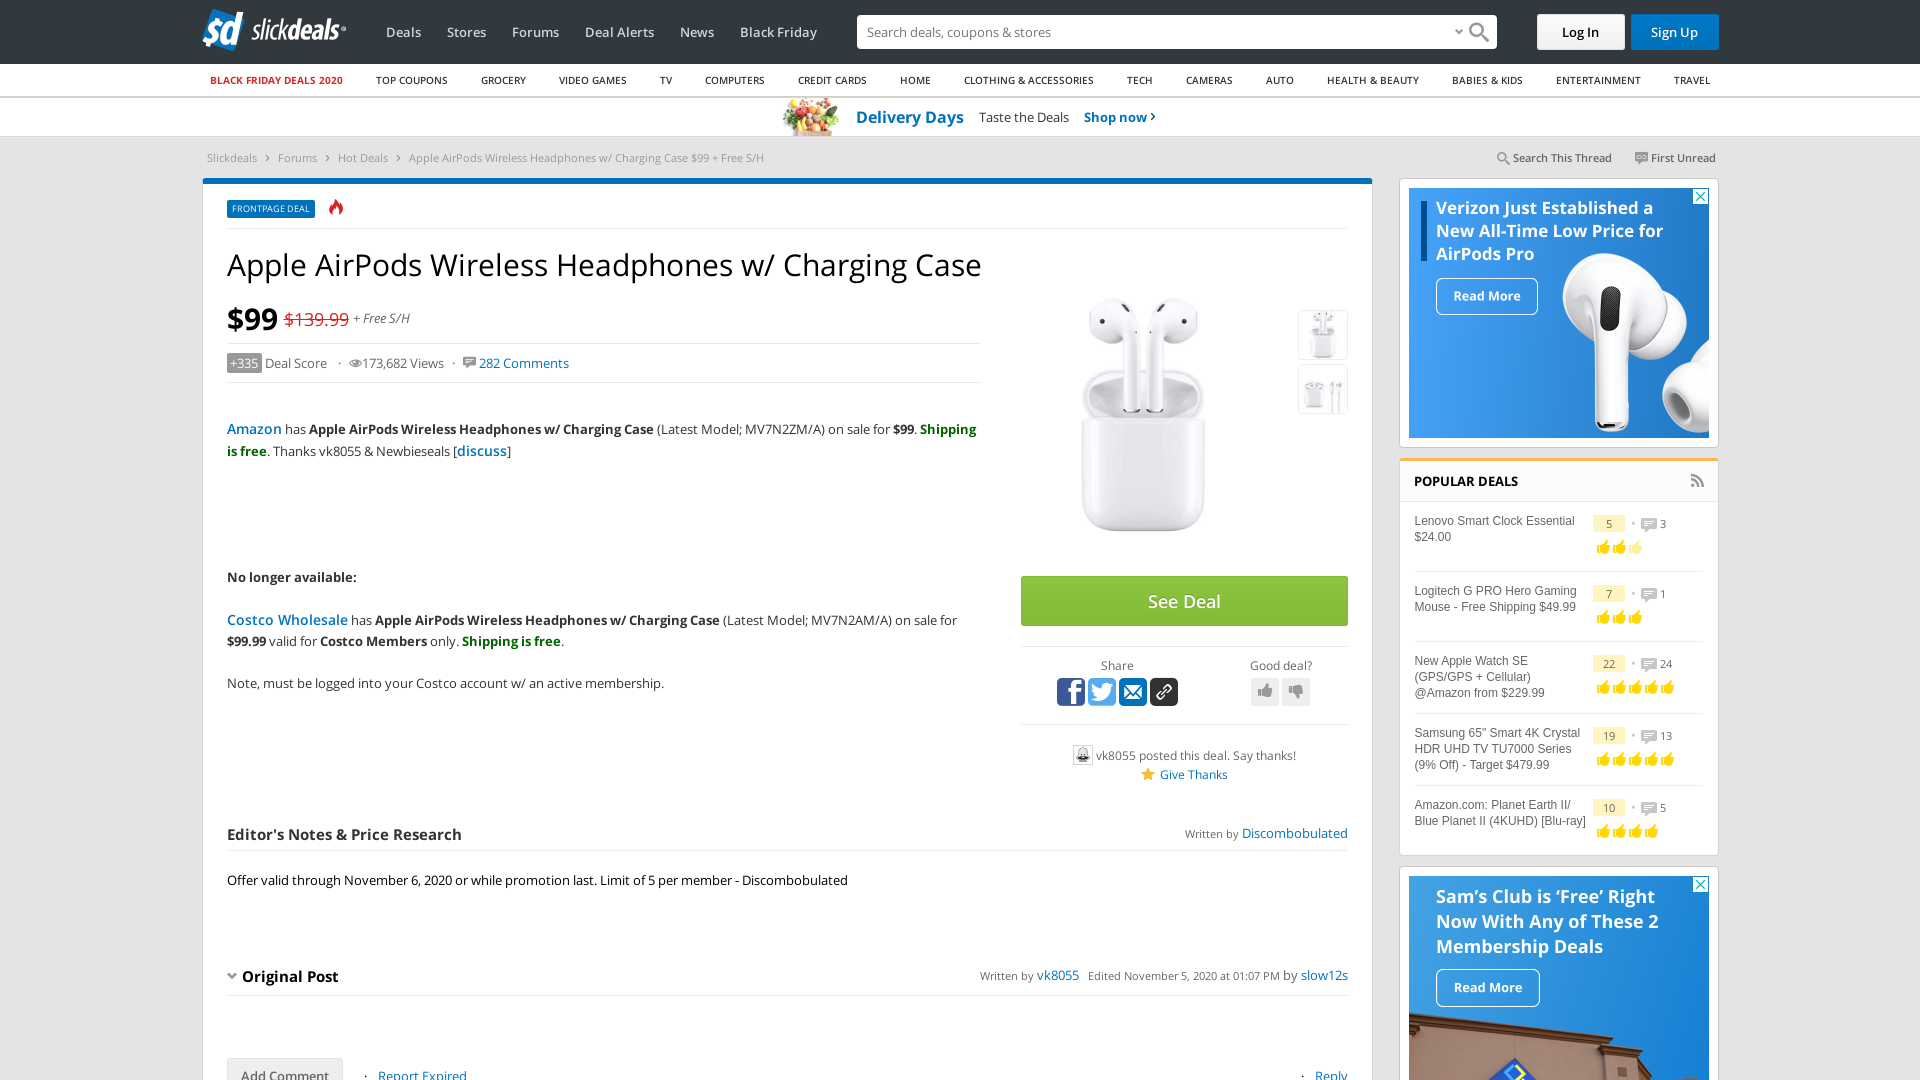 slickdeals
Deals Stores Forums Deal Alerts News Black Friday
Search deals, coupons & shopping
Log In Sign Up
BLACK FRIDAY DEALS 2020 TOP COUPONS GROCERY VIDEO GAMES TV COMPUTERS CREDIT CARDS HOME CLOTHING & ACCESSORIES TECH CAMERAS AUTO HEALTH & BEAUTY BABIES & KIDS ENTERTAINMENT TRAVEL
Delivery Days Taste the Deals Shop now
Slickdeals Forums Hot Deals Apple AirPods Wireless Headphones w/ Charging Case $99 + Free S/H
Search This Thread First Unread
FRONTPAGE DEAL
Apple AirPods Wireless Headphones w/ Charging Case
$99 $139.99 + Free S/H
+335 Deal Score · 173,682 Views · 282 Comments
Amazon has Apple AirPods Wireless Headphones w/ Charging Case (Latest Model; MV7N2ZM/A) on sale for $99. Shipping
is free. Thanks vk8055 & Newbieseals [discuss]
No longer available:
Costco Wholesale has Apple AirPods Wireless Headphones w/ Charging Case (Latest Model; MV7N2AM/A) on sale for
$99.99 valid for Costco Members only. Shipping is free.
Note, must be logged into your Costco account w/ an active membership.
See Deal
Share
Good deal?
vk8055 posted this deal. Say thanks!
Give Thanks
Editor's Notes & Price Research
Written by Discombobulated
Offer valid through November 6, 2020 or while promotion last. Limit of 5 per member - Discombobulated
Original Post
Written by vk8055 Edited November 5, 2020 at 01:07 PM by slow12s
Add Comment · Report Expired · Reply
Verizon Just Established a
New All-Time Low Price for
AirPods Pro
Read More
POPULAR DEALS
Lenovo Smart Clock Essential
$24.00
5 • 3
Logitech G PRO Hero Gaming
Mouse - Free Shipping $49.99
7 • 1
New Apple Watch SE
(GPS/GPS + Cellular)
@Amazon from $229.99
22 • 24
Samsung 65" Smart 4K Crystal
HDR UHD TV TU7000 Series
(9% Off) - Target $479.99
19 • 13
Amazon.com: Planet Earth II/
Blue Planet II (4KUHD) [Blu-ray]
10 • 5
Sam's Club is 'Free' Right
Now With Any of These 2
Membership Deals
Read More